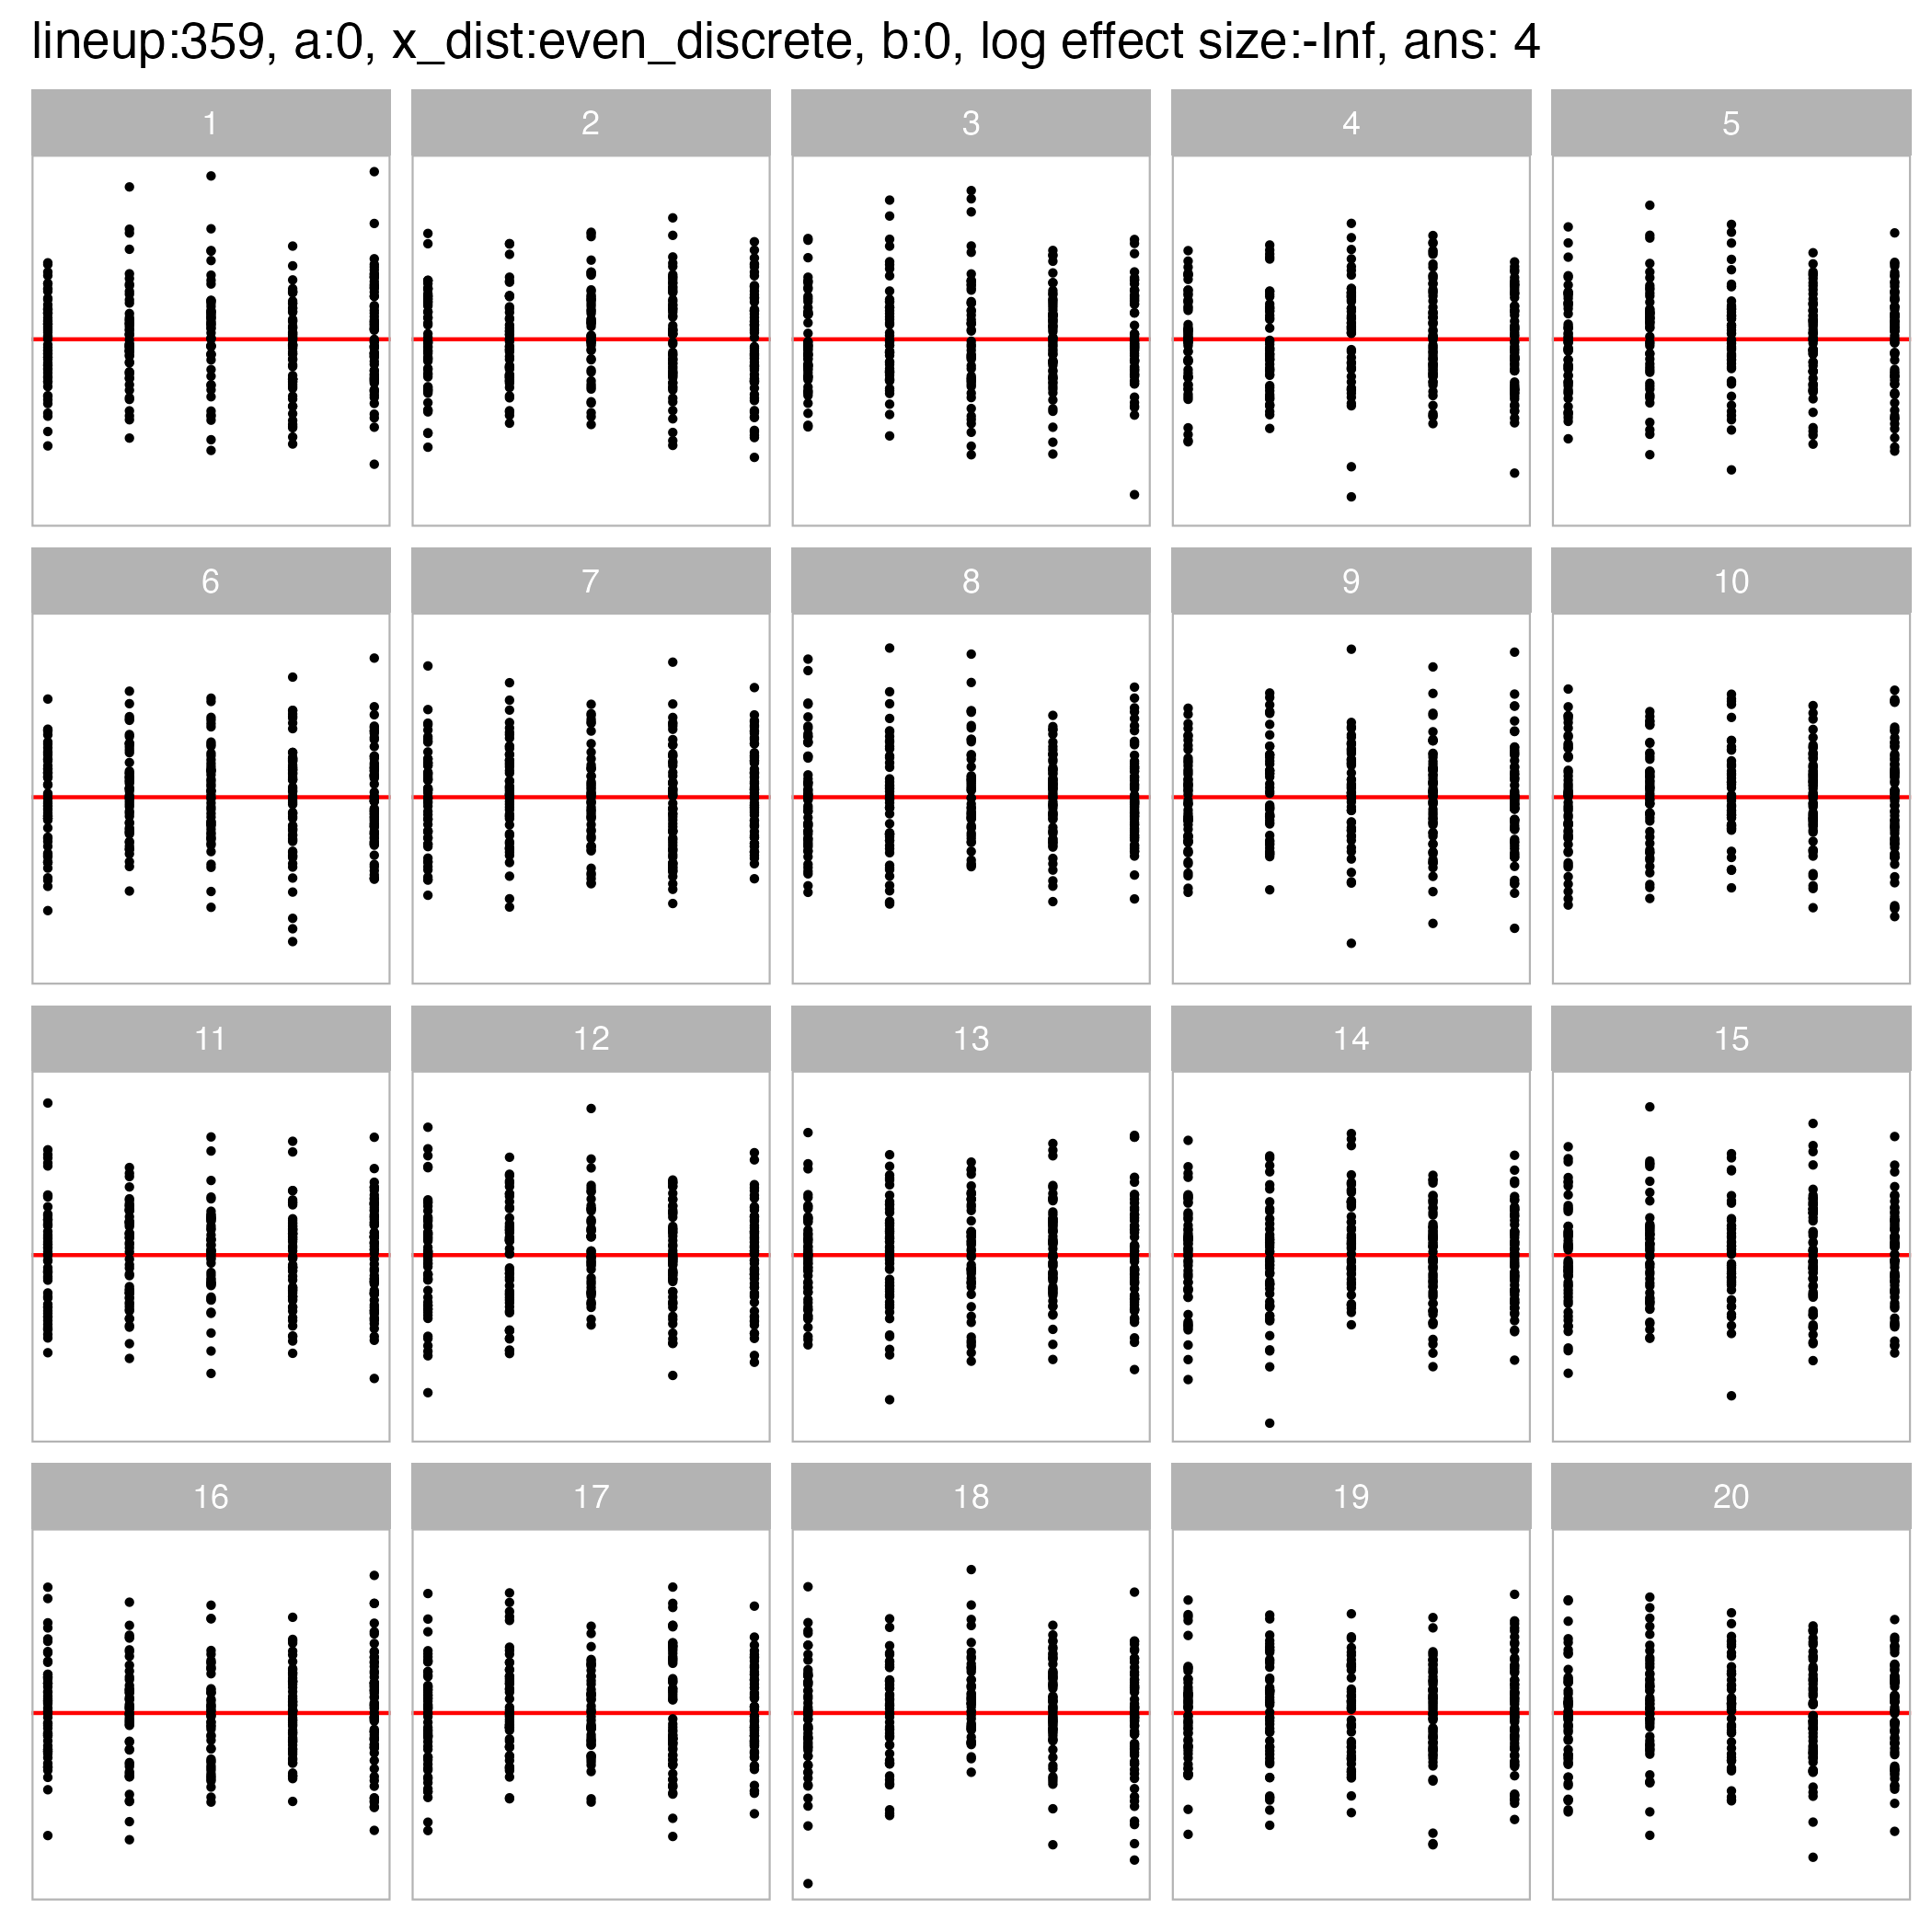 lineup:359, a:0, x_dist:even_discrete, b:0, log effect size:-Inf, ans: 4
1 2 3 4 5
6 7 8 9 10
11 12 13 14 15
16 17 18 19 20